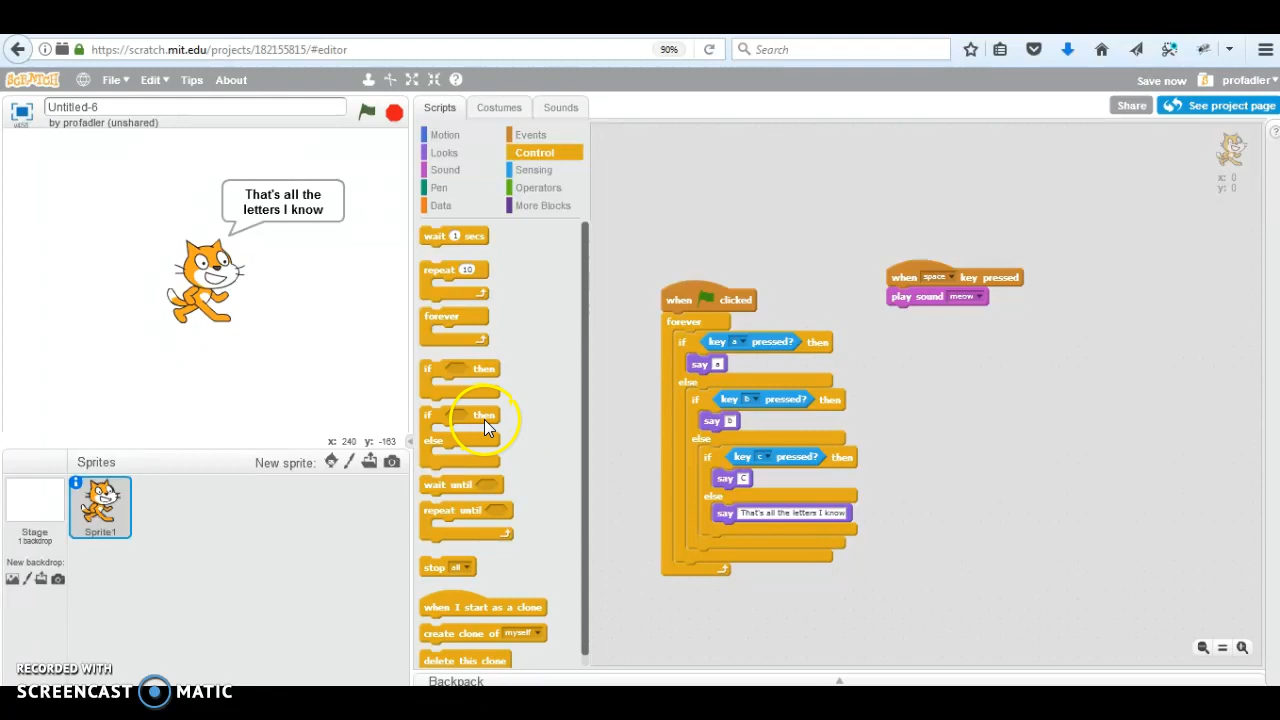 https://scratch.mit.edu/projects/182155815/#editor
90%
Search
SCRATCH
File
Edit
Tips
About
Save now
profadler
Untitled-6
by profadler (unshared)
Scripts
Costumes
Sounds
Share
See project page
Motion
Events
Looks
Control
Sound
Sensing
Pen
Operators
Data
More Blocks
x: 0
y: 0
That's all the
letters I know
wait 1 secs
repeat 10
forever
if then
if then
else
wait until
repeat until
stop all
when I start as a clone
create clone of myself
delete this clone
when clicked
forever
if key a pressed? then
say a
else
if key b pressed? then
say b
else
if key c pressed? then
say C
else
say That's all the letters I know
when space key pressed
play sound meow
x: 240 y: -163
Sprites
New sprite:
Stage
1 backdrop
Sprite1
New backdrop:
Backpack
RECORDED WITH
SCREENCAST MATIC